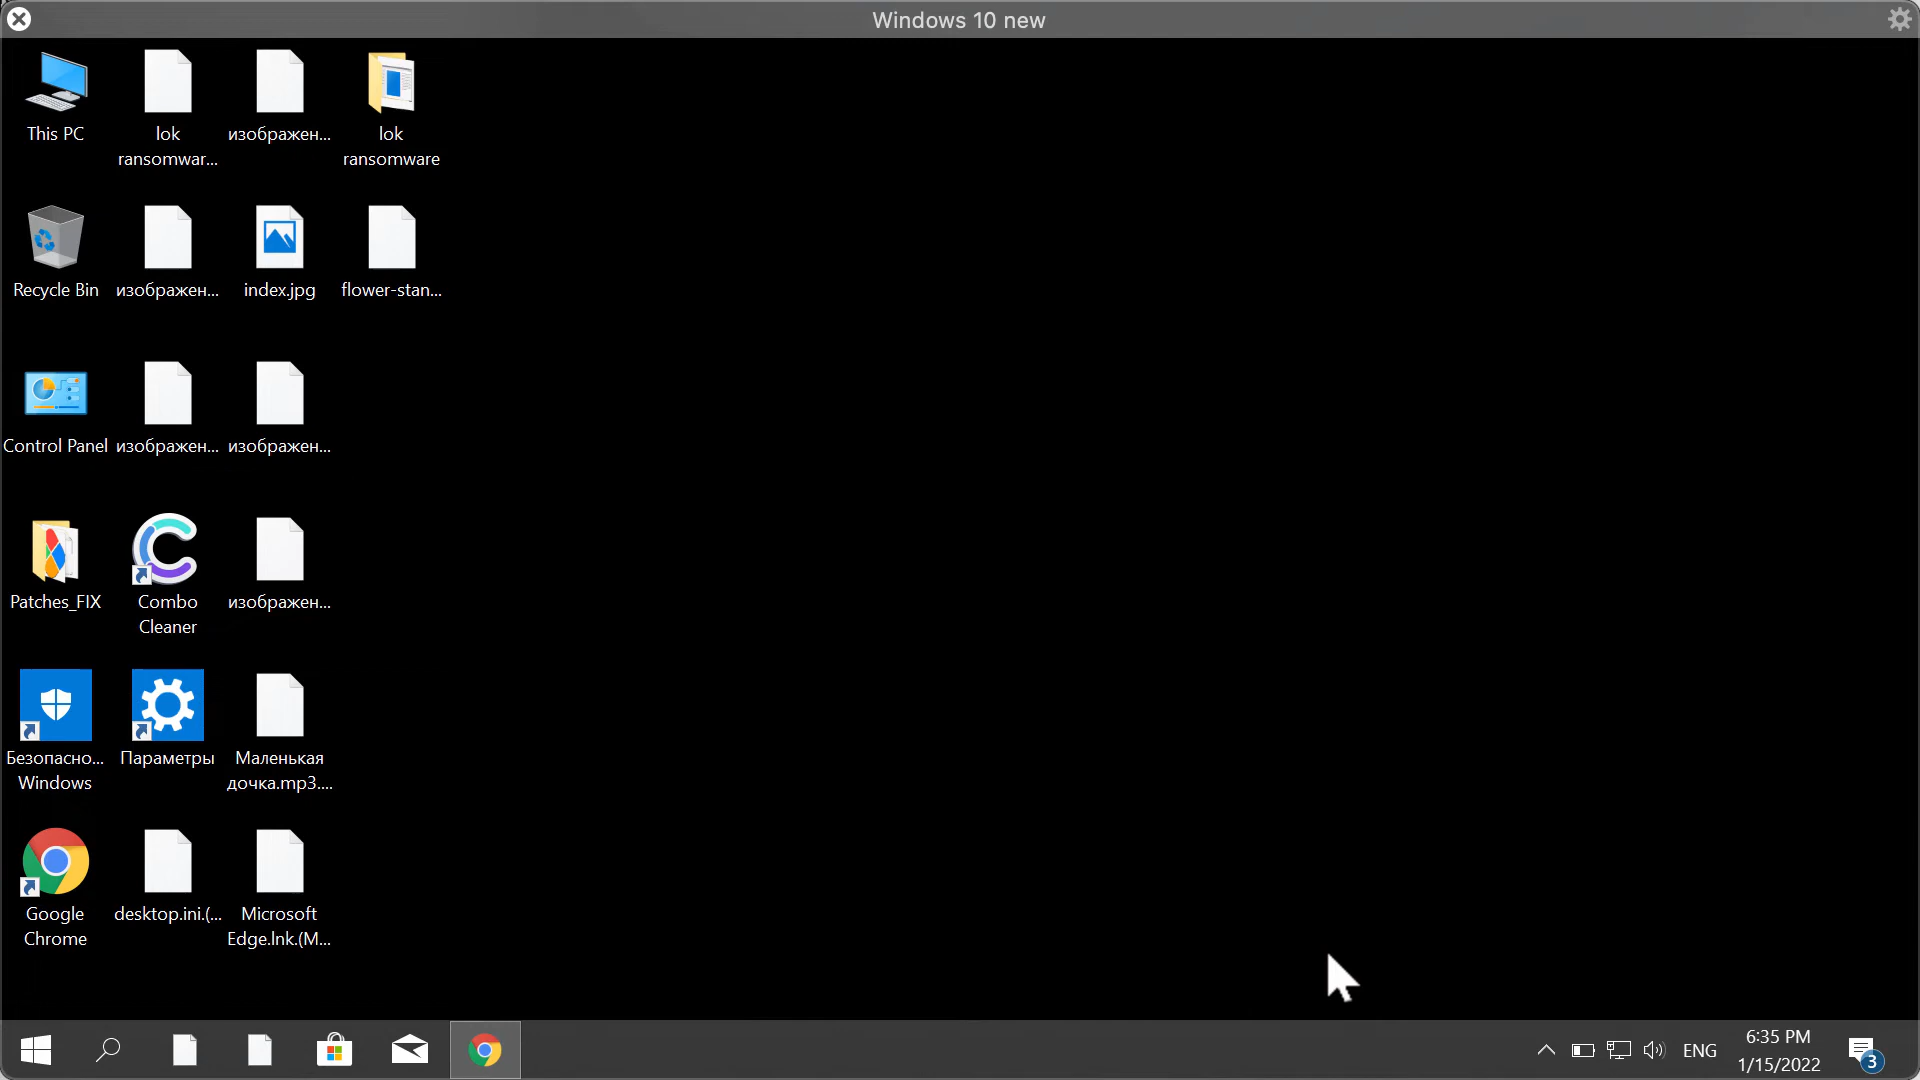 Windows 10 new
This PC
lok
ransomwar...
изображен...
lok
ransomware
Recycle Bin
изображен...
index.jpg
flower-stan...
Control Panel
изображен...
изображен...
Patches_FIX
Combo
Cleaner
изображен...
Безопасно...
Windows
Параметры
Маленькая
дочка.mp3....
Google
Chrome
desktop.ini.(...
Microsoft
Edge.lnk.(M...
ENG
6:35 PM
1/15/2022
3